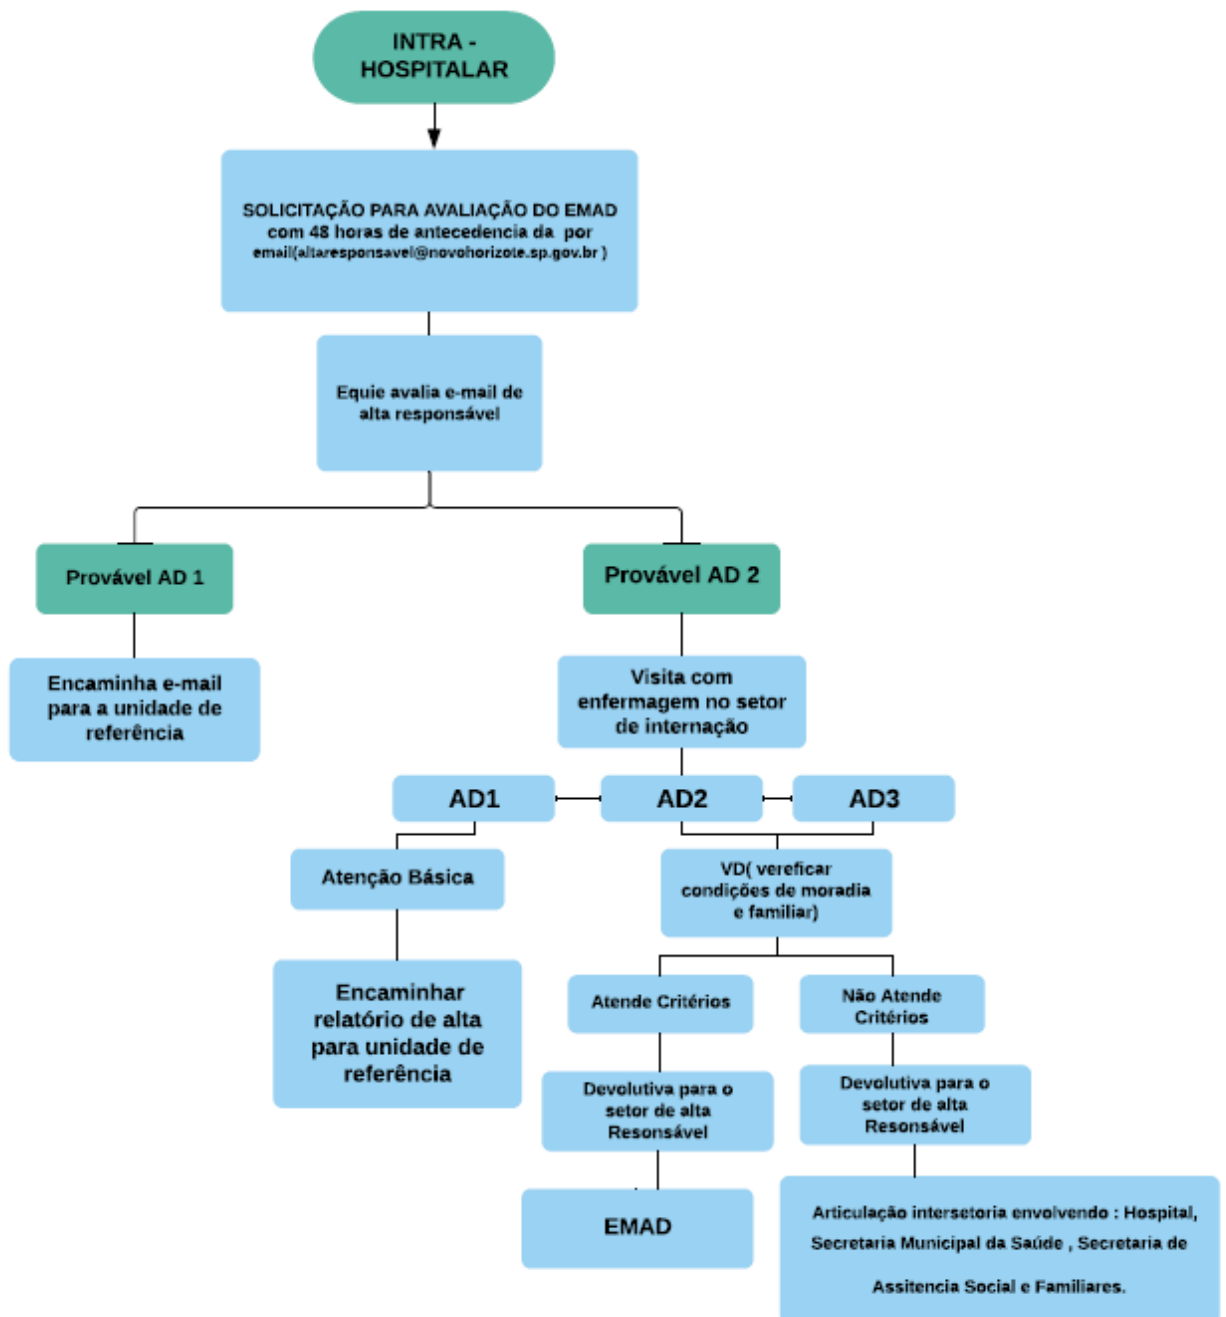 INTRA -
HOSPITALAR
SOLICITAÇÃO PARA AVALIAÇÃO DO EMAD
com 48 horas de antecedencia da por
email(altaresponsavel@novohorizote.sp.gov.br )
Equie avalia e-mail de
alta responsável
Provável AD 1
Provável AD 2
Encaminha e-mail
para a unidade de
referência
Visita com
enfermagem no setor
de internação
AD1
AD2
AD3
Atenção Básica
VD( vereficar
condições de moradia
e familiar)
Encaminhar
relatório de alta
para unidade de
referência
Atende Critérios
Não Atende
Critérios
Devolutiva para o
setor de alta
Resonsável
Devolutiva para o
setor de alta
Resonsável
EMAD
Articulação intersetoria envolvendo : Hospital,
Secretaria Municipal da Saúde , Secretaria de
Assitencia Social e Familiares.